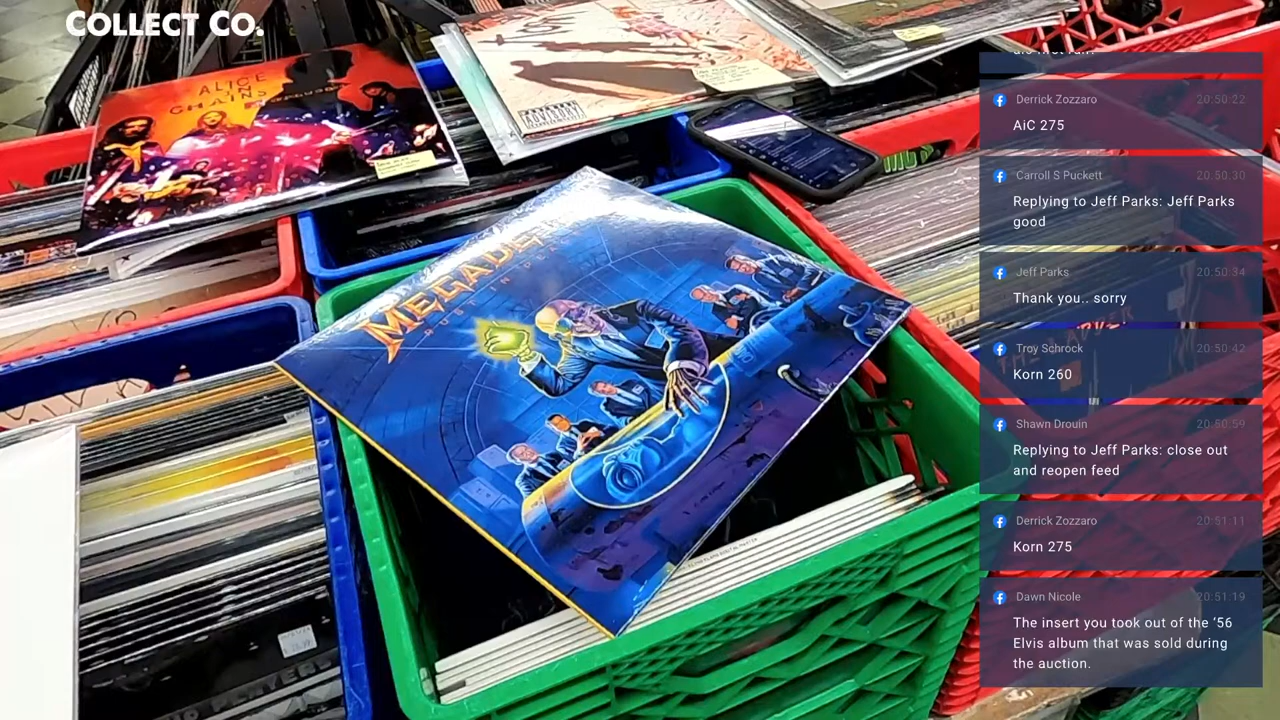 COLLECT CO.
ALICE
IN
CHAINS
MEGADE
RUST IN PE
Derrick Zozzaro 20:50:22
AiC 275
Carroll S Puckett 20:50:30
Replying to Jeff Parks: Jeff Parks
good
Jeff Parks 20:50:34
Thank you.. sorry
Troy Schrock 20:50:42
Korn 260
Shawn Drouin 20:50:59
Replying to Jeff Parks: close out
and reopen feed
Derrick Zozzaro 20:51:11
Korn 275
Dawn Nicole 20:51:19
The insert you took out of the '56
Elvis album that was sold during
the auction.